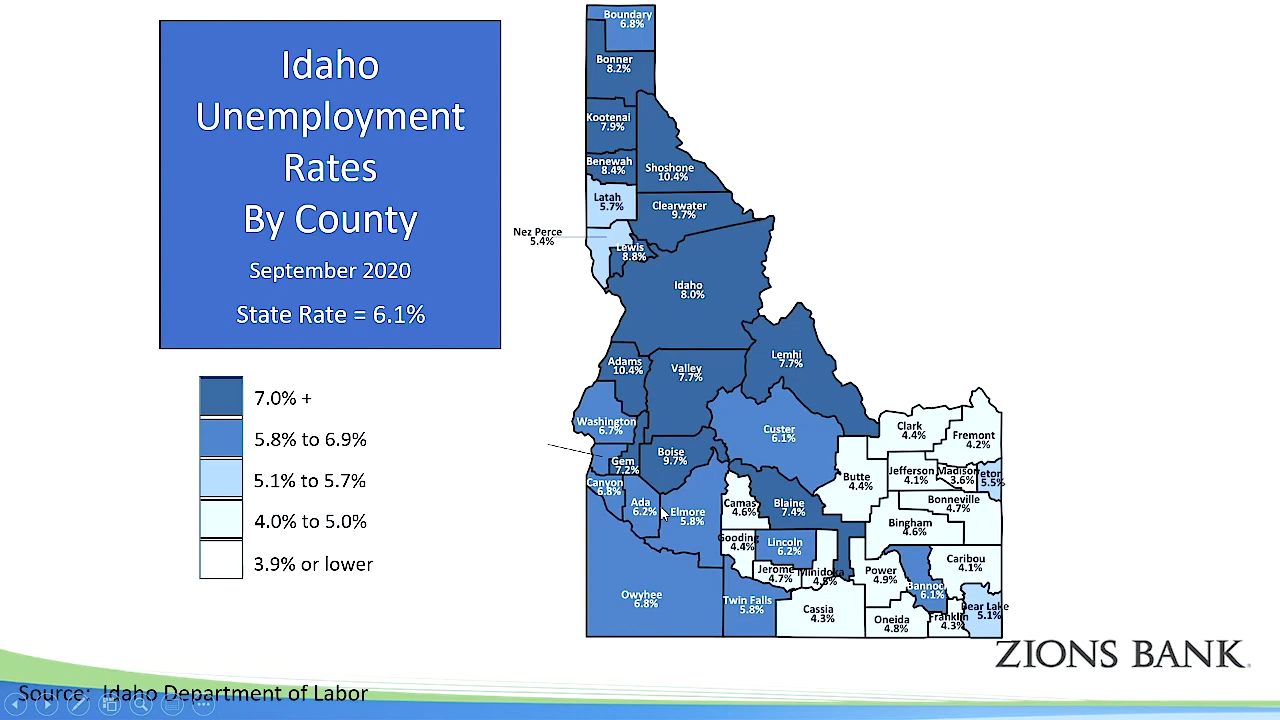 Idaho
Unemployment
Rates
By County
September 2020
State Rate = 6.1%
7.0% +
5.8% to 6.9%
5.1% to 5.7%
4.0% to 5.0%
3.9% or lower
Boundary
6.8%
Bonner
8.2%
Kootenai
7.9%
Benewah
8.4%
Shoshone
10.4%
Latah
5.7%
Clearwater
9.7%
Nez Perce
5.4%
Lewis
8.8%
Idaho
8.0%
Lemhi
7.7%
Adams
10.4%
Valley
7.7%
Washington
6.7%
Custer
6.1%
Clark
4.4%
Fremont
4.2%
Gem
7.2%
Boise
9.7%
Butte
4.4%
Jefferson
4.1%
Madison
3.6%
eton
5.5%
Canyon
6.8%
Ada
6.2%
Elmore
5.8%
Camas
4.6%
Blaine
7.4%
Bonneville
4.7%
Bingham
4.6%
Gooding
4.4%
Lincoln
6.2%
Jerome
4.7%
Minidoka
Power
4.9%
Caribou
4.1%
Bannoc
6.1%
Owyhee
6.8%
Twin Falls
5.8%
Cassia
4.3%
Oneida
4.8%
Franklin
4.3%
Bear Lake
5.1%
ZIONS BANK
Source: Idaho Department of Labor